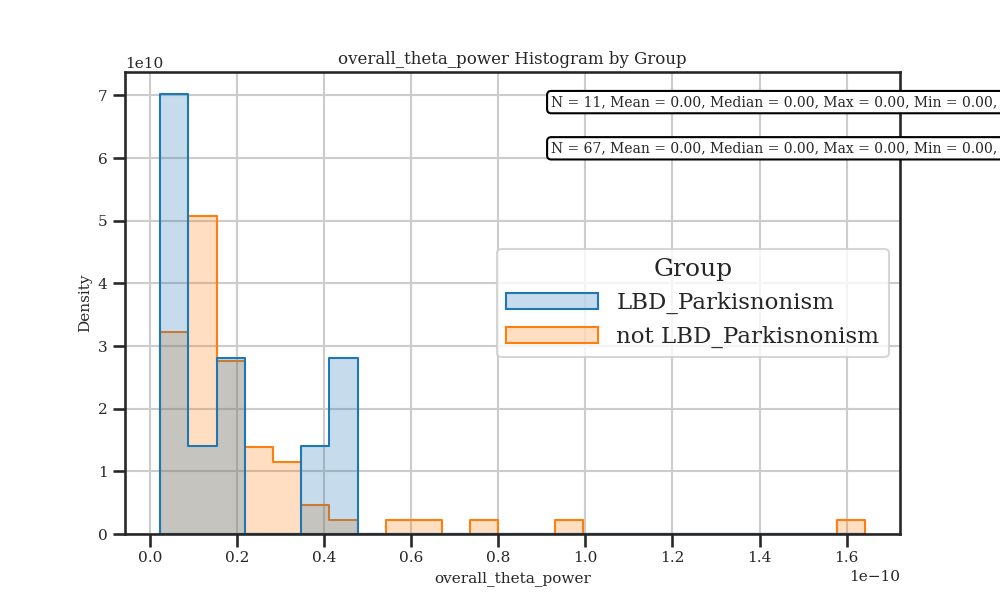 overall_theta_power Histogram by Group
1e10
N = 11, Mean = 0.00, Median = 0.00, Max = 0.00, Min = 0.00,
N = 67, Mean = 0.00, Median = 0.00, Max = 0.00, Min = 0.00,
7
6
5
4
3
2
1
0
Density
Group
LBD_Parkisnonism
not LBD_Parkisnonism
0.0 0.2 0.4 0.6 0.8 1.0 1.2 1.4 1.6
1e−10
overall_theta_power